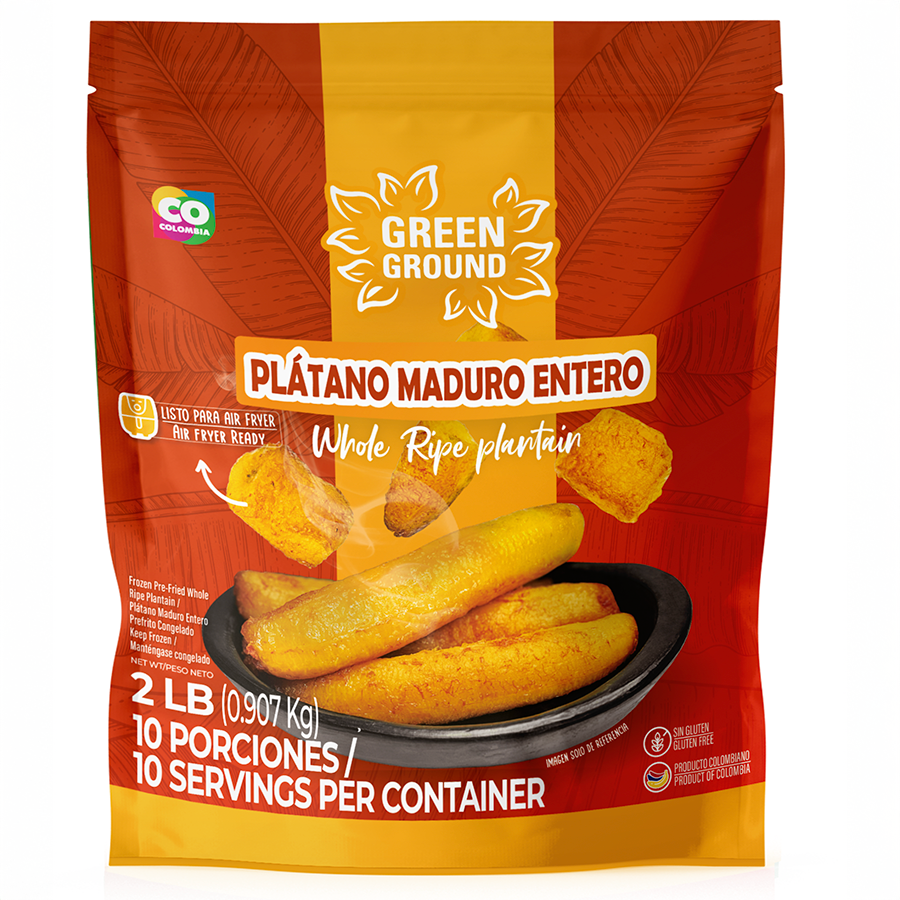 CO
COLOMBIA
GREEN
GROUND
PLÁTANO MADURO ENTERO
Whole Ripe plantain
LISTO PARA AIR FRYER
AIR FRYER READY
Frozen Pre-Fried Whole
Ripe Plantain /
Plátano Maduro Entero
Prefrito Congelado
Keep Frozen /
Manténgase congelado
NET WT/PESO NETO
2 LB (0.907 Kg)
10 PORCIONES /
10 SERVINGS PER CONTAINER
IMAGEN SOLO DE REFERENCIA
SIN GLUTEN
GLUTEN FREE
PRODUCTO COLOMBIANO
PRODUCT OF COLOMBIA